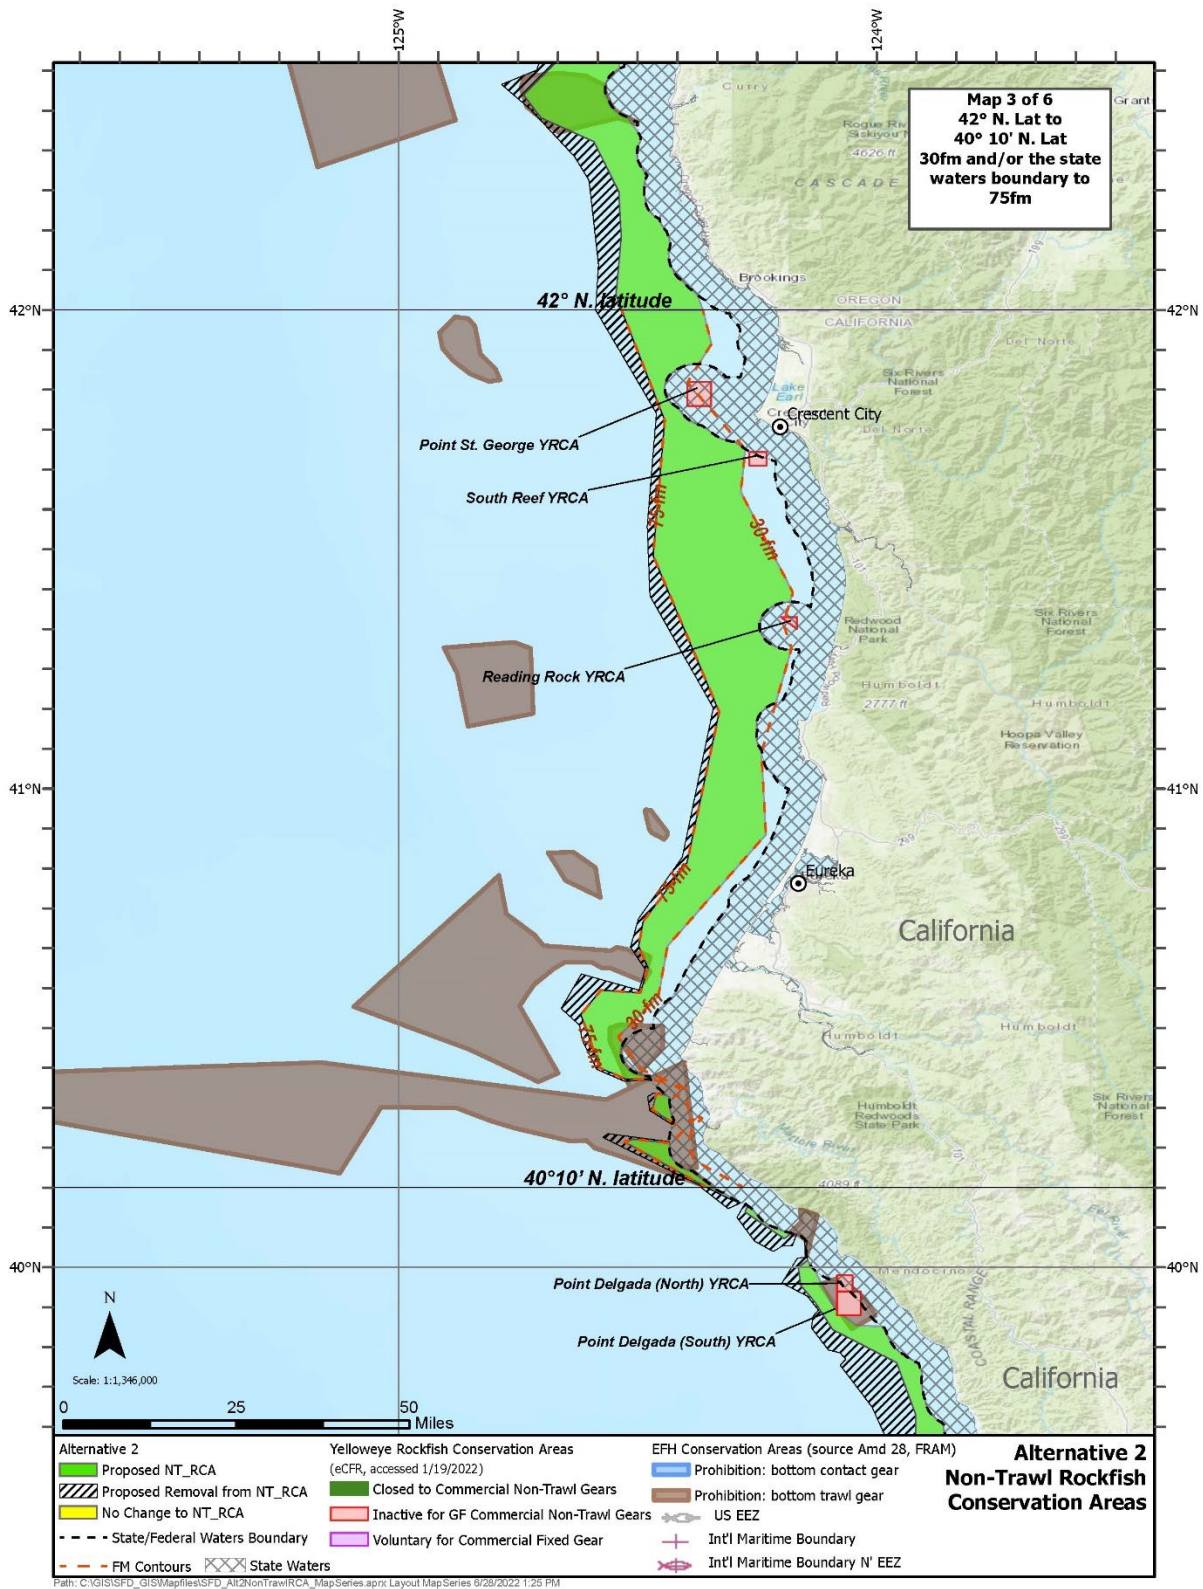 125°W
124°W
Map 3 of 6
42° N. Lat to
40° 10' N. Lat
30fm and/or the state
waters boundary to
75fm
Curry
Grant
Rogue Riv
Siskiyou N
4626 ft
CASCADE
199
Brookings
42° N. latitude
OREGON
CALIFORNIA
42°N
42°N
Del Norte
Six Rivers
National
Forest
Lake
Earl
Crescent City
Point St. George YRCA
Del Norte
South Reef YRCA
75-fm
30-fm
101
Redwood
National
Park
Six Rivers
National
Forest
Reading Rock YRCA
Humboldt
2777 ft
Humboldt
Hoopa Valley
Reservation
41°N
41°N
299
299
75-fm
Eureka
California
30-fm
75-fm
Humboldt
Humboldt
Six Rivers
National
Forest
Humboldt
Redwoods
State Park
Mattole River
101
40°10' N. latitude
4089 ft
Eel River
40°N
40°N
Mendocino
Point Delgada (North) YRCA
COASTAL RANGE
Point Delgada (South) YRCA
California
N
Scale: 1:1,346,000
0 25 50
Miles
Alternative 2
Proposed NT_RCA
Proposed Removal from NT_RCA
No Change to NT_RCA
State/Federal Waters Boundary
FM Contours
State Waters
Yelloweye Rockfish Conservation Areas
(eCFR, accessed 1/19/2022)
Closed to Commercial Non-Trawl Gears
Inactive for GF Commercial Non-Trawl Gears
Voluntary for Commercial Fixed Gear
EFH Conservation Areas (source Amd 28, FRAM)
Prohibition: bottom contact gear
Prohibition: bottom trawl gear
US EEZ
Int'l Maritime Boundary
Int'l Maritime Boundary N' EEZ
Alternative 2
Non-Trawl Rockfish
Conservation Areas
Path: C:\GIS\SFD_GIS\Mapfiles\SFD_Alt2NonTrawlRCA_MapSeries.aprx Layout MapSeries 6/28/2022 1:25 PM